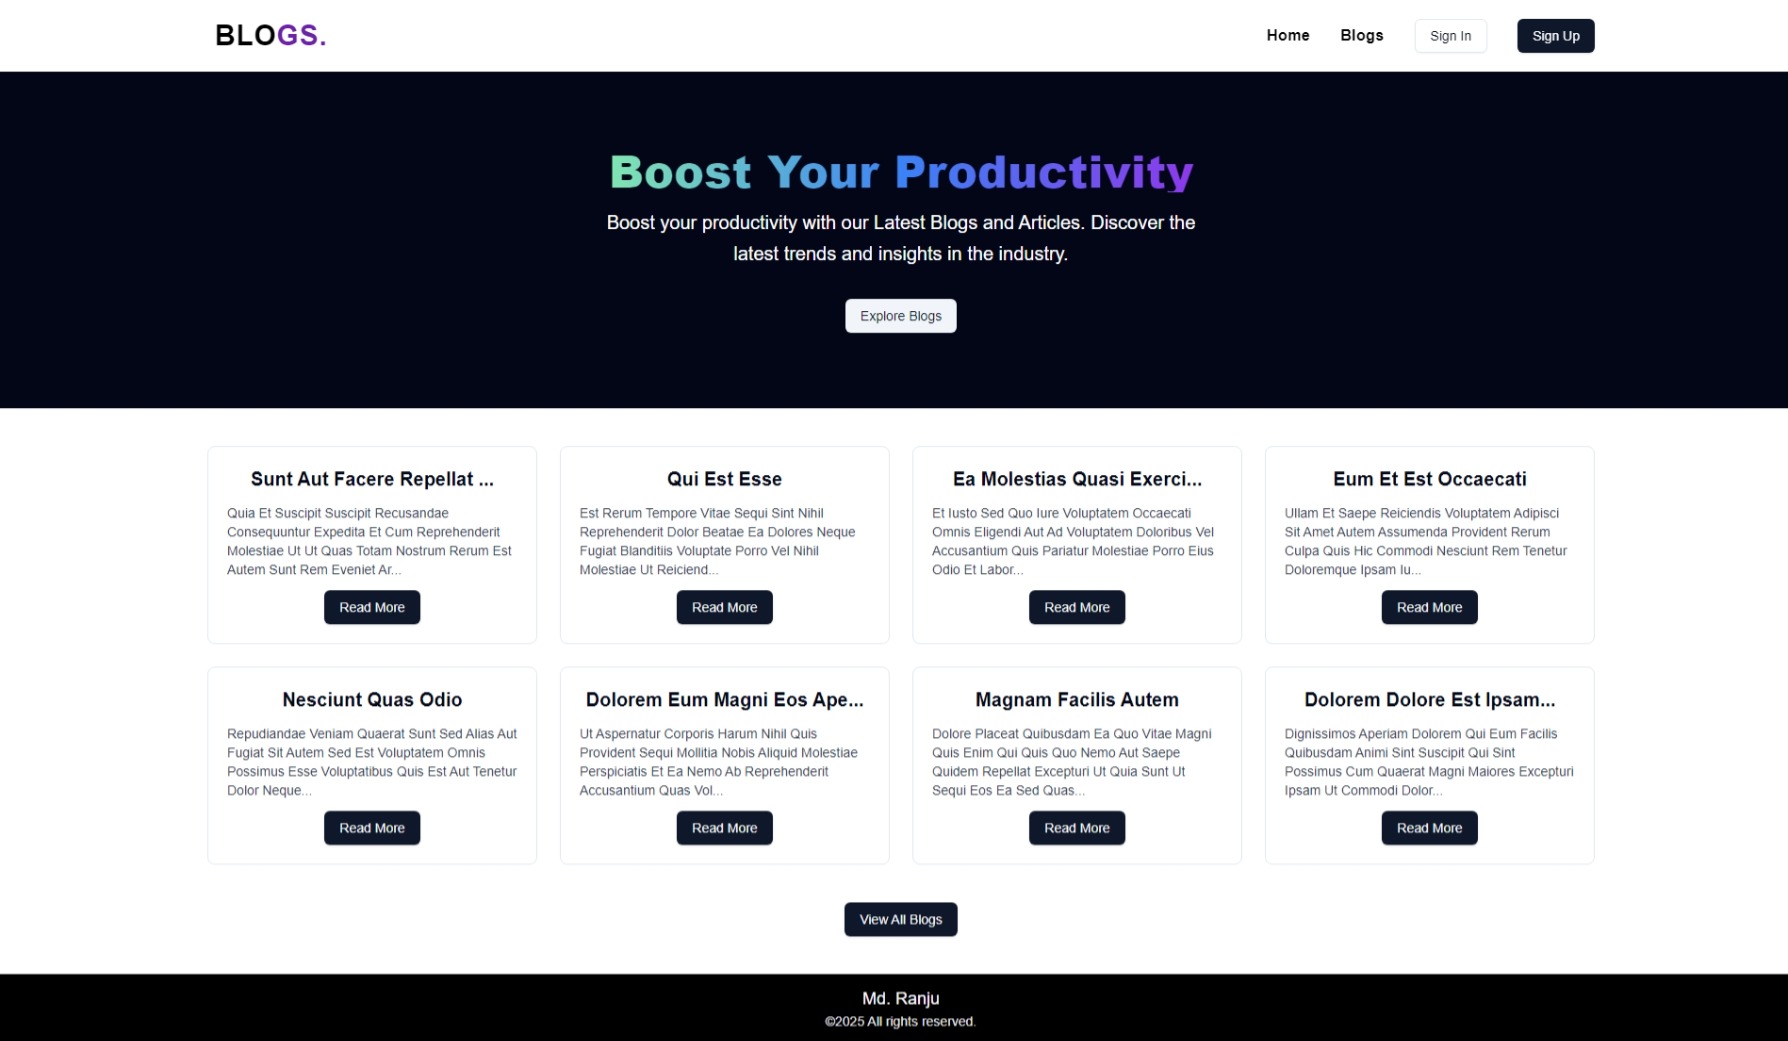 BLOGS.
Home
Blogs
Sign In
Sign Up
Boost Your Productivity
Boost your productivity with our Latest Blogs and Articles. Discover the
latest trends and insights in the industry.
Explore Blogs
Sunt Aut Facere Repellat ...
Quia Et Suscipit Suscipit Recusandae
Consequuntur Expedita Et Cum Reprehenderit
Molestiae Ut Ut Quas Totam Nostrum Rerum Est
Autem Sunt Rem Eveniet Ar...
Read More
Qui Est Esse
Est Rerum Tempore Vitae Sequi Sint Nihil
Reprehenderit Dolor Beatae Ea Dolores Neque
Fugiat Blanditiis Voluptate Porro Vel Nihil
Molestiae Ut Reiciend...
Read More
Ea Molestias Quasi Exerci...
Et Iusto Sed Quo Iure Voluptatem Occaecati
Omnis Eligendi Aut Ad Voluptatem Doloribus Vel
Accusantium Quis Pariatur Molestiae Porro Eius
Odio Et Labor...
Read More
Eum Et Est Occaecati
Ullam Et Saepe Reiciendis Voluptatem Adipisci
Sit Amet Autem Assumenda Provident Rerum
Culpa Quis Hic Commodi Nesciunt Rem Tenetur
Doloremque Ipsam Iu...
Read More
Nesciunt Quas Odio
Repudiandae Veniam Quaerat Sunt Sed Alias Aut
Fugiat Sit Autem Sed Est Voluptatem Omnis
Possimus Esse Voluptatibus Quis Est Aut Tenetur
Dolor Neque...
Read More
Dolorem Eum Magni Eos Ape...
Ut Aspernatur Corporis Harum Nihil Quis
Provident Sequi Mollitia Nobis Aliquid Molestiae
Perspiciatis Et Ea Nemo Ab Reprehenderit
Accusantium Quas Vol...
Read More
Magnam Facilis Autem
Dolore Placeat Quibusdam Ea Quo Vitae Magni
Quis Enim Qui Quis Quo Nemo Aut Saepe
Quidem Repellat Excepturi Ut Quia Sunt Ut
Sequi Eos Ea Sed Quas...
Read More
Dolorem Dolore Est Ipsam...
Dignissimos Aperiam Dolorem Qui Eum Facilis
Quibusdam Animi Sint Suscipit Qui Sint
Possimus Cum Quaerat Magni Maiores Excepturi
Ipsam Ut Commodi Dolor...
Read More
View All Blogs
Md. Ranju
©2025 All rights reserved.